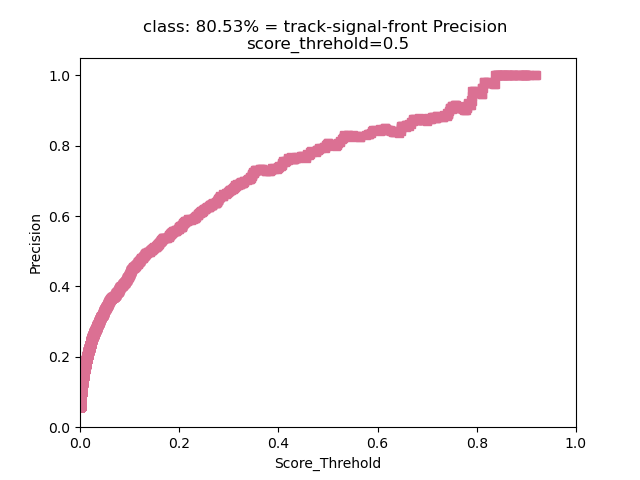 class: 80.53% = track-signal-front Precision
score_threhold=0.5
1.0
0.8
0.6
0.4
0.2
0.0
Precision
0.0 0.2 0.4 0.6 0.8 1.0
Score_Threhold